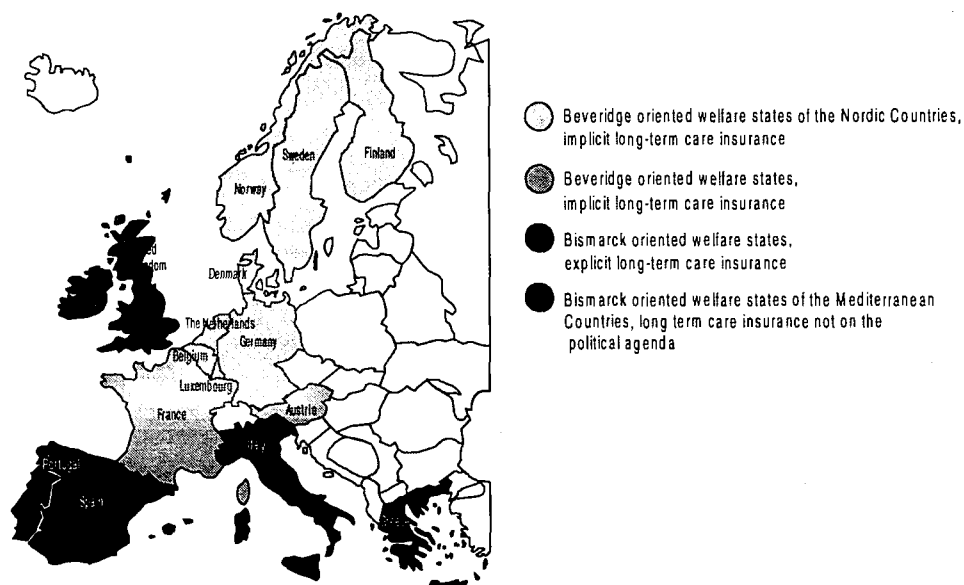 Beveridge oriented welfare states of the Nordic Countries,
implicit long-term care insurance
Beveridge oriented welfare states,
implicit long-term care insurance
Bismarck oriented welfare states,
explicit long-term care insurance
Bismarck oriented welfare states of the Mediterranean
Countries, long term care insurance not on the
political agenda
Sweden
Finland
Norway
Denmark
The Netherlands
Germany
Belgium
Luxembourg
France
Austria
Italy
Portugal
Spain